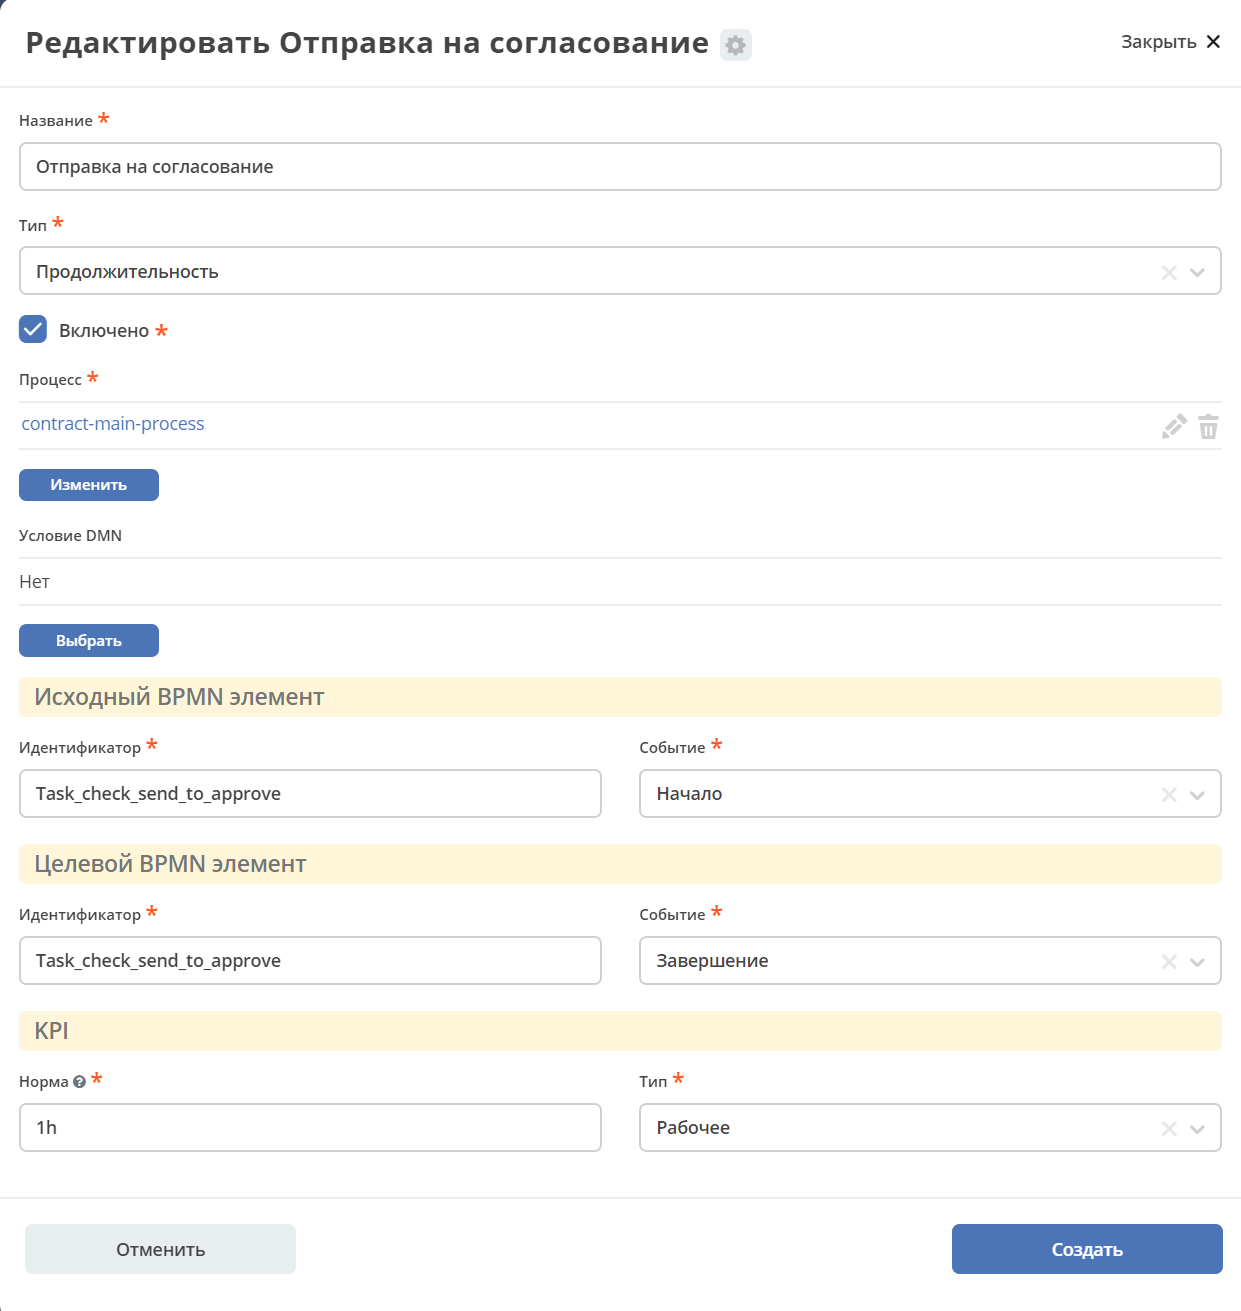 Редактировать Отправка на согласование
Закрыть
Название *
Отправка на согласование
Тип *
Продолжительность
Включено *
Процесс *
contract-main-process
Изменить
Условие DMN
Нет
Выбрать
Исходный BPMN элемент
Идентификатор * Событие *
Task_check_send_to_approve Начало
Целевой BPMN элемент
Идентификатор * Событие *
Task_check_send_to_approve Завершение
KPI
Норма ? * Тип *
1h Рабочее
Отменить Создать